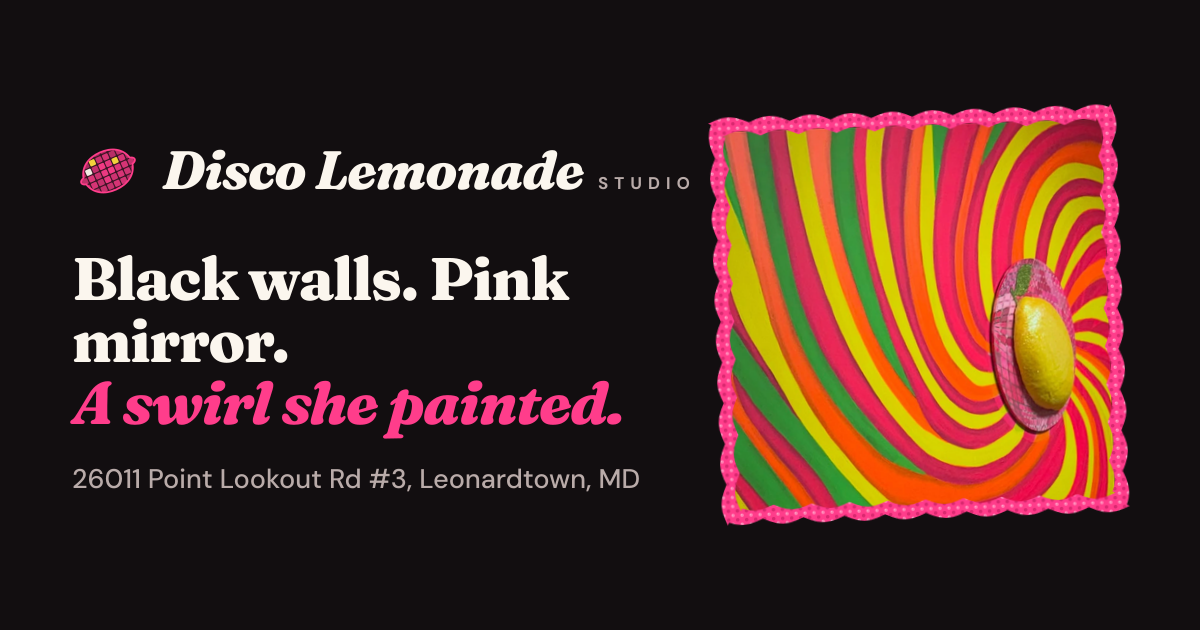 Disco Lemonade STUDIO
Black walls. Pink
mirror.
A swirl she painted.
26011 Point Lookout Rd #3, Leonardtown, MD